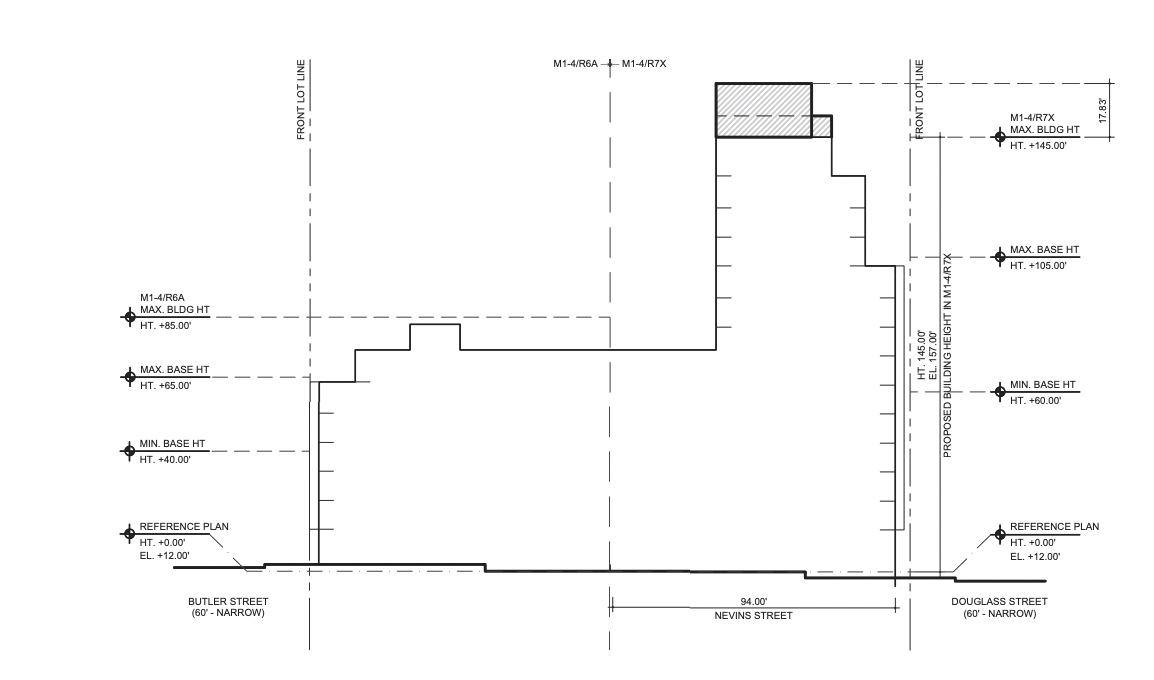 M1-4/R6A
M1-4/R7X
FRONT LOT LINE
FRONT LOT LINE
17.83'
M1-4/R7X
MAX. BLDG HT
HT. +145.00'
MAX. BASE HT
HT. +105.00'
M1-4/R6A
MAX. BLDG HT
HT. +85.00'
MAX. BASE HT
HT. +65.00'
HT. 145.00'
EL. 157.00'
PROPOSED BUILDING HEIGHT IN M1-4/R7X
MIN. BASE HT
HT. +60.00'
MIN. BASE HT
HT. +40.00'
REFERENCE PLAN
HT. +0.00'
EL. +12.00'
REFERENCE PLAN
HT. +0.00'
EL. +12.00'
BUTLER STREET
(60' - NARROW)
94.00'
NEVINS STREET
DOUGLASS STREET
(60' - NARROW)